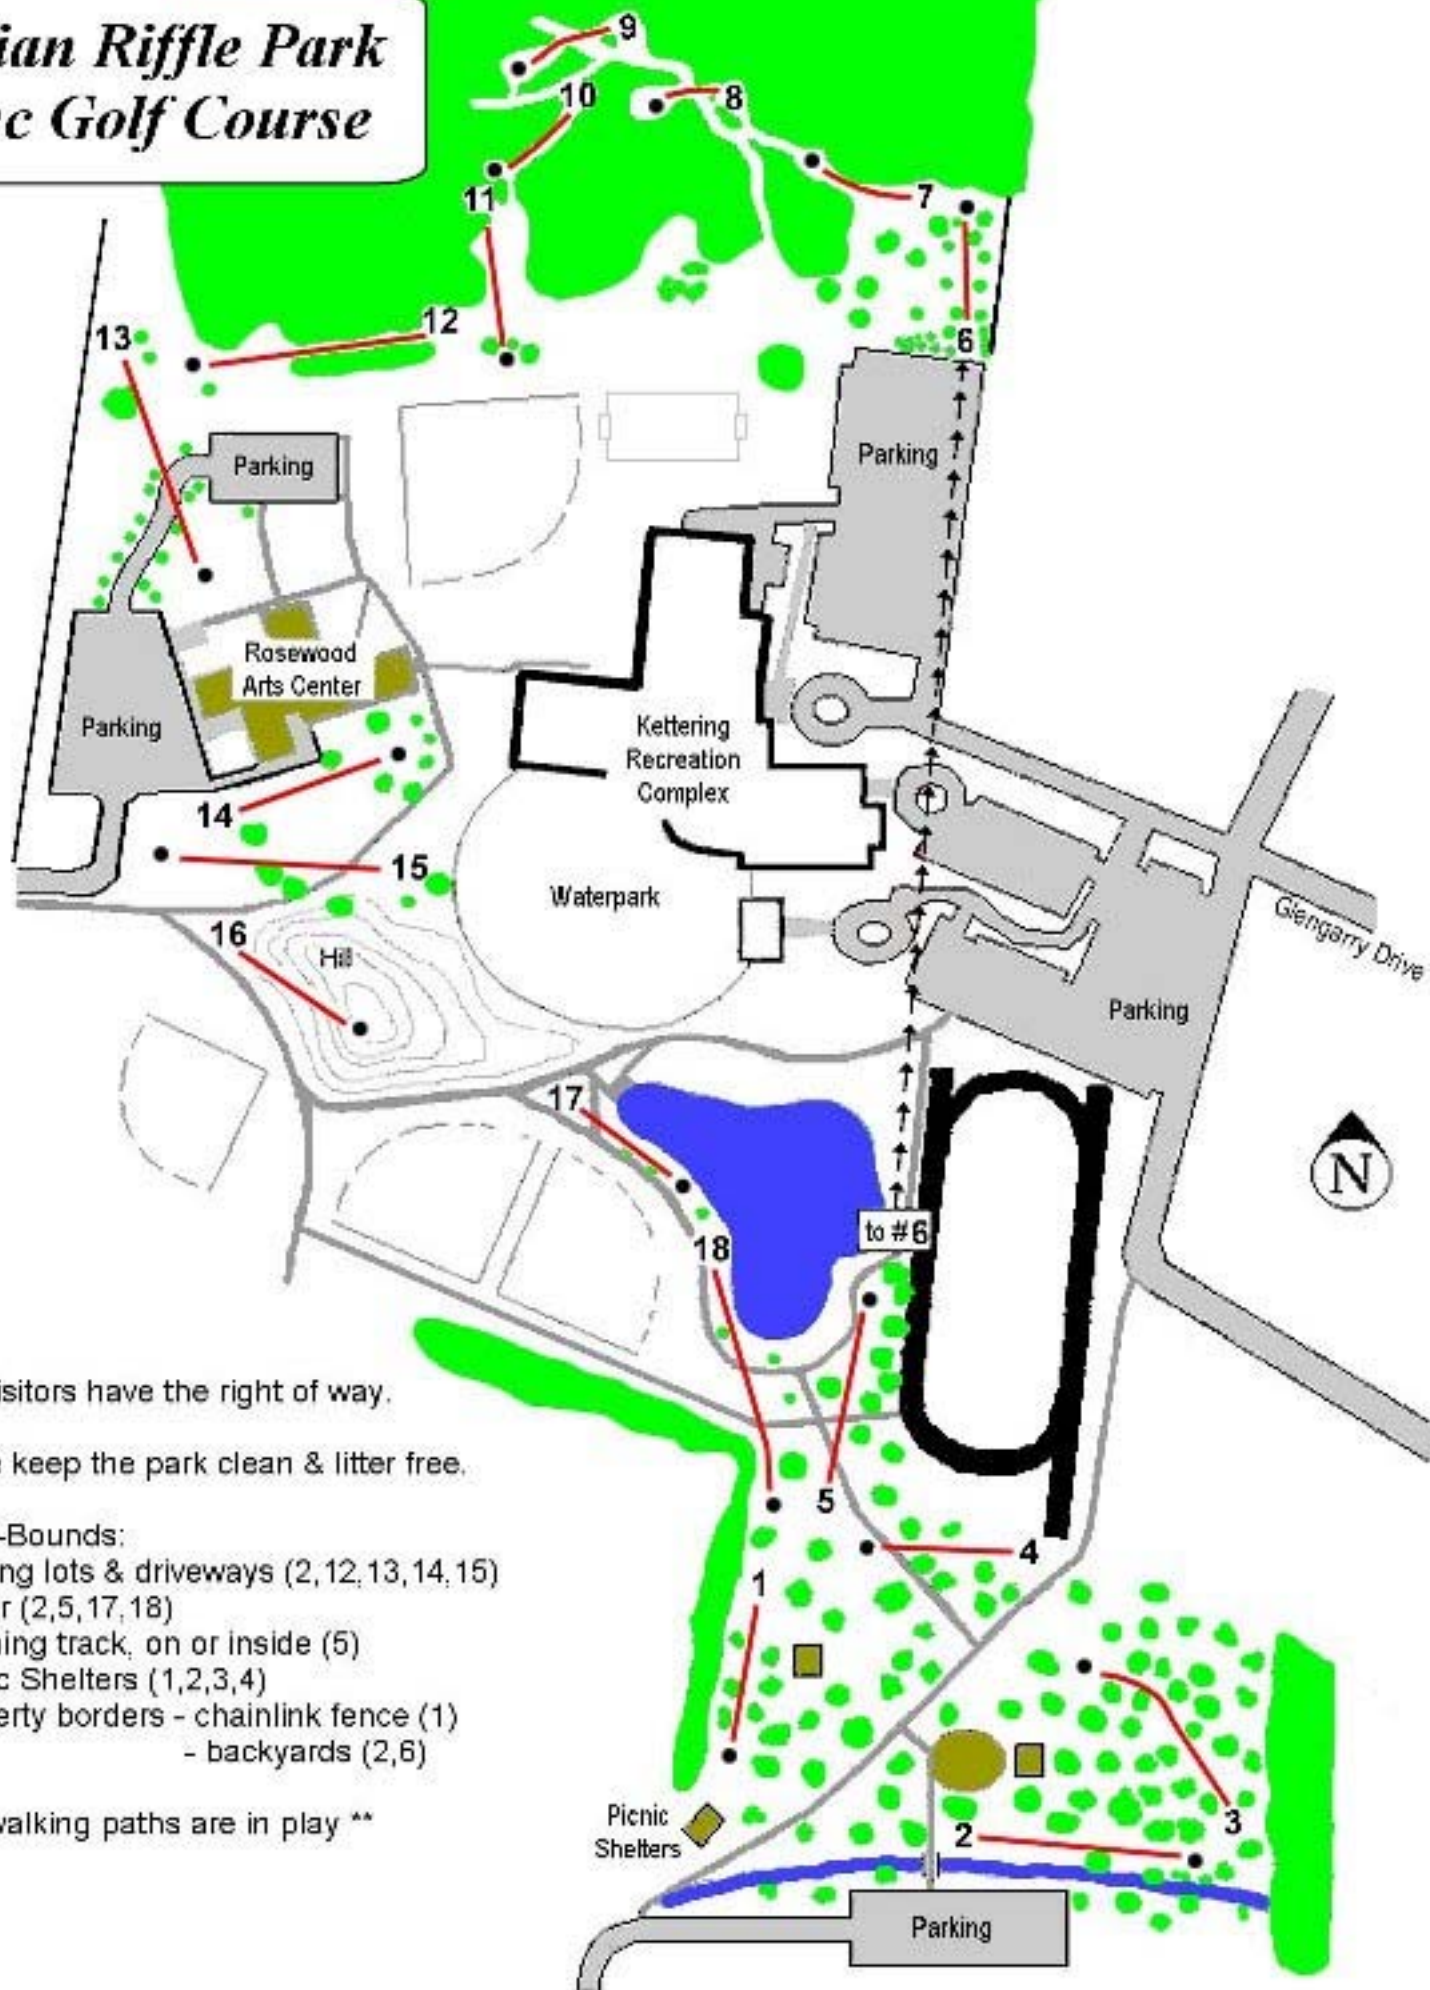 ian Riffle Park
c Golf Course
9
10
8
11
7
12
13
6
Parking
Parking
Rosewood
Arts Center
Kettering
Recreation
Complex
Parking
14
15
Waterpark
Glengarry Drive
16
Hill
Parking
17
N
to #6
18
isitors have the right of way.
keep the park clean & litter free.
5
-Bounds:
4
ing lots & driveways (2,12,13,14,15)
1
r (2,5,17,18)
ning track, on or inside (5)
c Shelters (1,2,3,4)
erty borders - chainlink fence (1)
- backyards (2,6)
3
walking paths are in play **
Picnic
Shelters
2
Parking